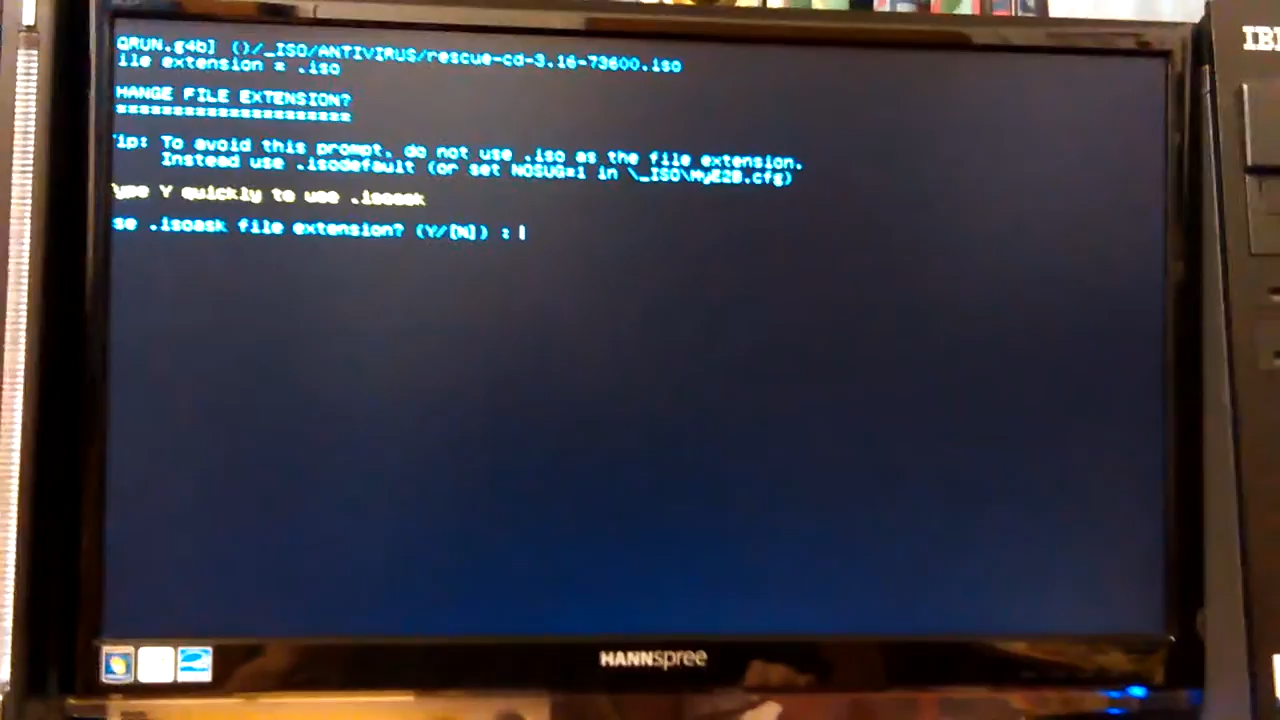 QRUN.g4b] ()/_ISO/ANTIVIRUS/rescue-cd-3.16-73600.iso
ile extension = .iso
HANGE FILE EXTENSION?
=====================
ip: To avoid this prompt, do not use .iso as the file extension.
Instead use .isodefault (or set NOSUG=1 in \_ISO\MyE2B.cfg)
ype Y quickly to use .isoask
se .isoask file extension? (Y/[N]) :
HANNspree
IB